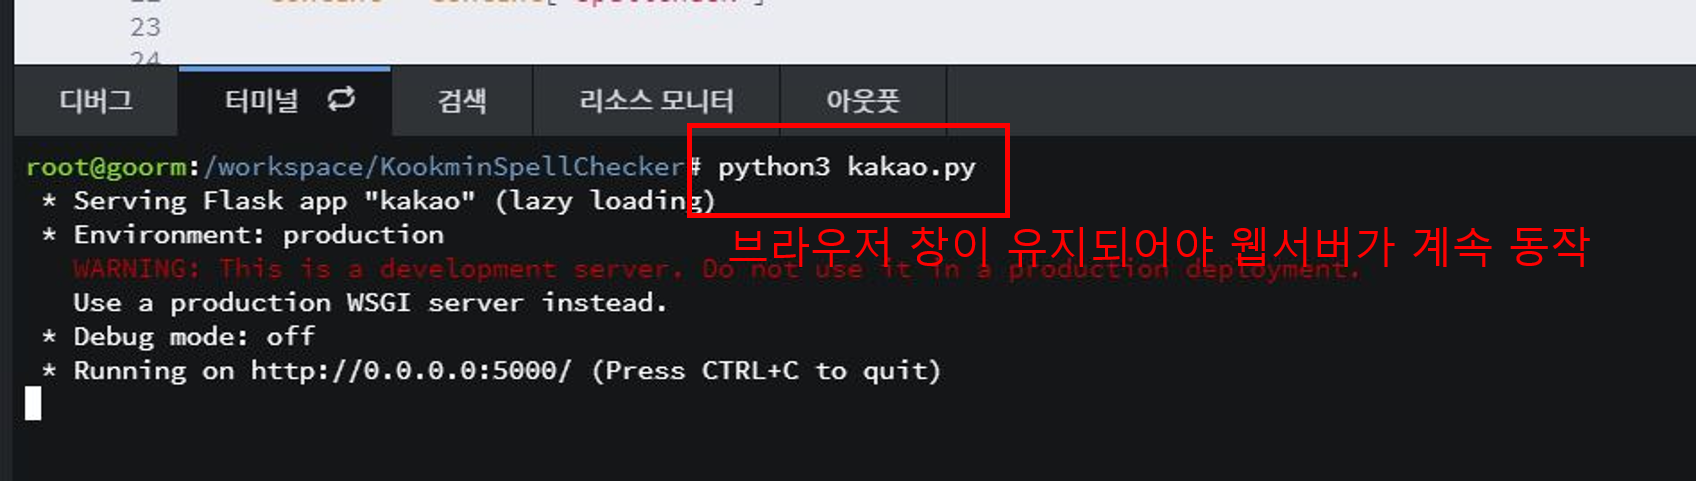 23
24
디버그 터미널 검색 리소스 모니터 아웃풋
root@goorm:/workspace/KookminSpellChecker# python3 kakao.py
* Serving Flask app "kakao" (lazy loading)
* Environment: production
브라우저 창이 유지되어야 웹서버가 계속 동작
WARNING: This is a development server. Do not use it in a production deployment.
Use a production WSGI server instead.
* Debug mode: off
* Running on http://0.0.0.0:5000/ (Press CTRL+C to quit)